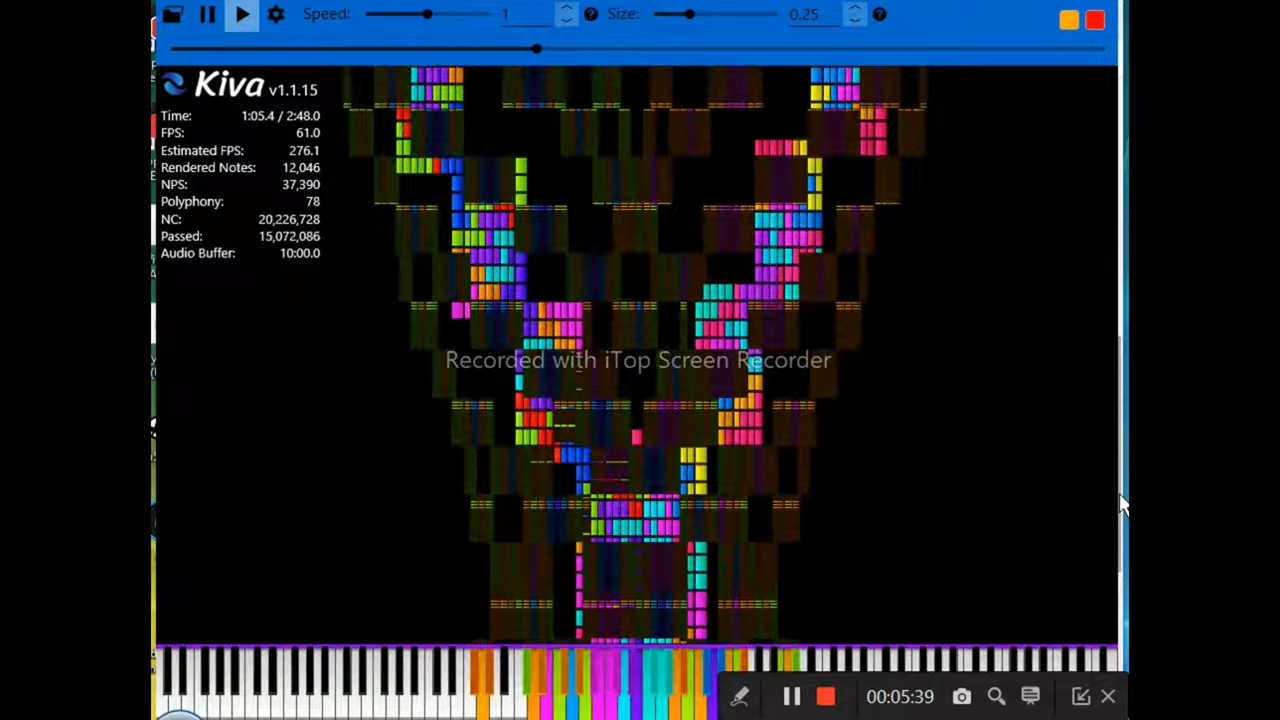 Speed: 1 Size: 0.25
Kiva v1.1.15
Time: 1:05.4 / 2:48.0
FPS: 61.0
Estimated FPS: 276.1
Rendered Notes: 12,046
NPS: 37,390
Polyphony: 78
NC: 20,226,728
Passed: 15,072,086
Audio Buffer: 10:00.0
Recorded with iTop Screen Recorder
00:05:39